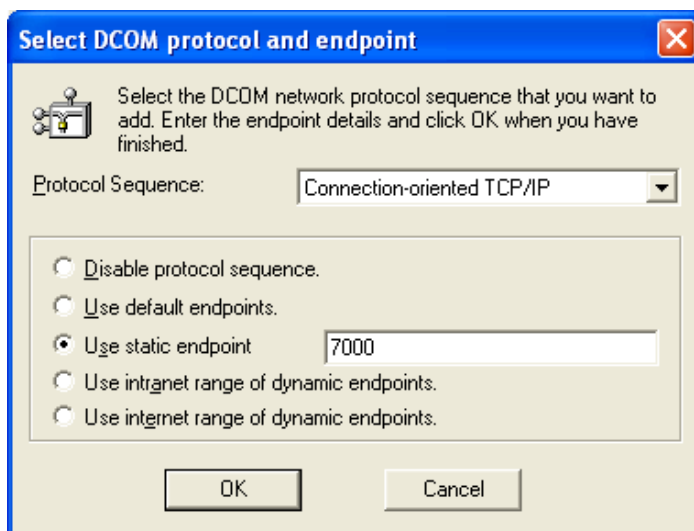 Select DCOM protocol and endpoint
Select the DCOM network protocol sequence that you want to
add. Enter the endpoint details and click OK when you have
finished.
Protocol Sequence: Connection-oriented TCP/IP
Disable protocol sequence.
Use default endpoints.
Use static endpoint 7000
Use intranet range of dynamic endpoints.
Use internet range of dynamic endpoints.
OK Cancel